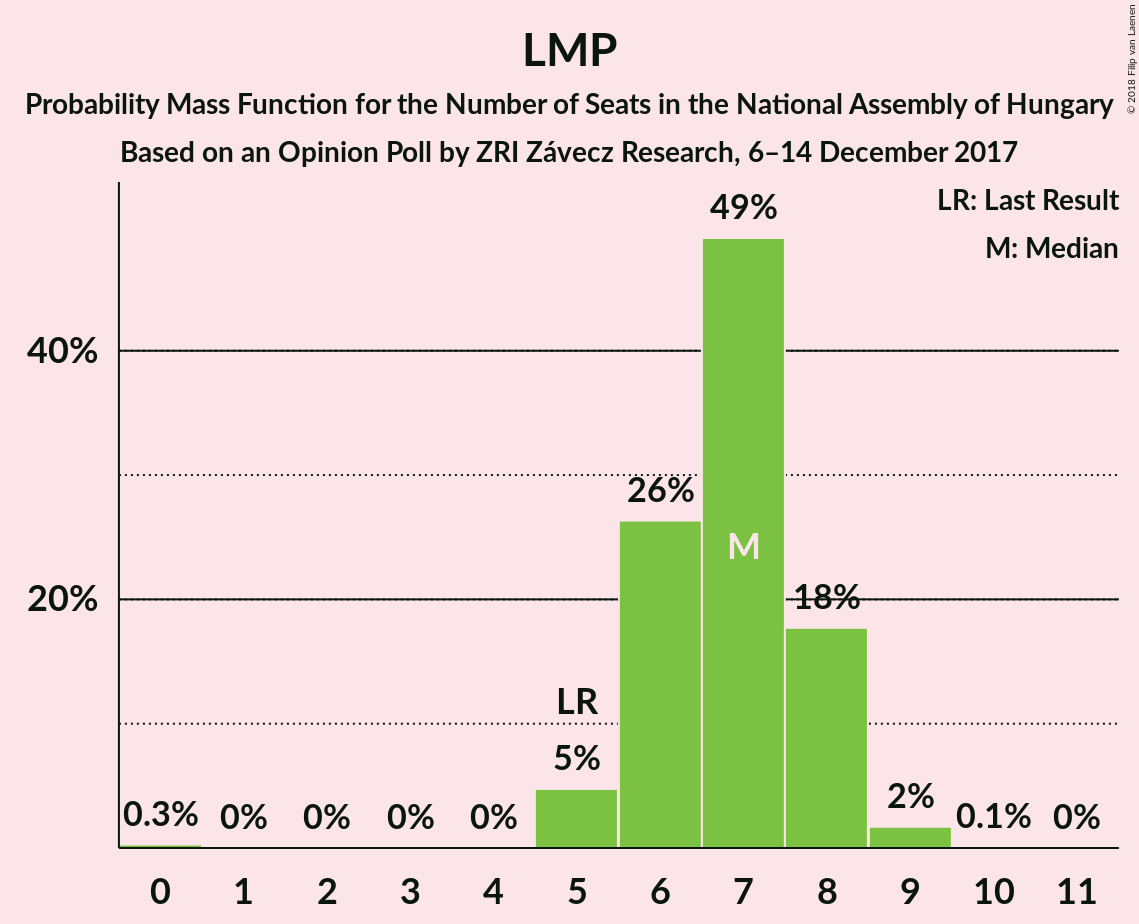 LMP
Probability Mass Function for the Number of Seats in the National Assembly of Hungary
Based on an Opinion Poll by ZRI Závecz Research, 6–14 December 2017
© 2018 Filip van Laenen
LR: Last Result
M: Median
49%
40%
26%
M
20%
18%
LR
5%
0.3%
0%
0%
0%
0%
2%
0.1%
0%
0 1 2 3 4 5 6 7 8 9 10 11